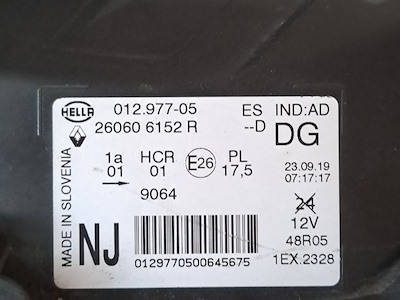 HELLA 012.977-05 ES IND:AD
26060 6152 R --D DG
MADE IN SLOVENIA
1a HCR E26 PL 23.09.19
01 01 17,5 07:17:17
9064 24
12V
NJ 48R05
0129770500645675 1EX.2328